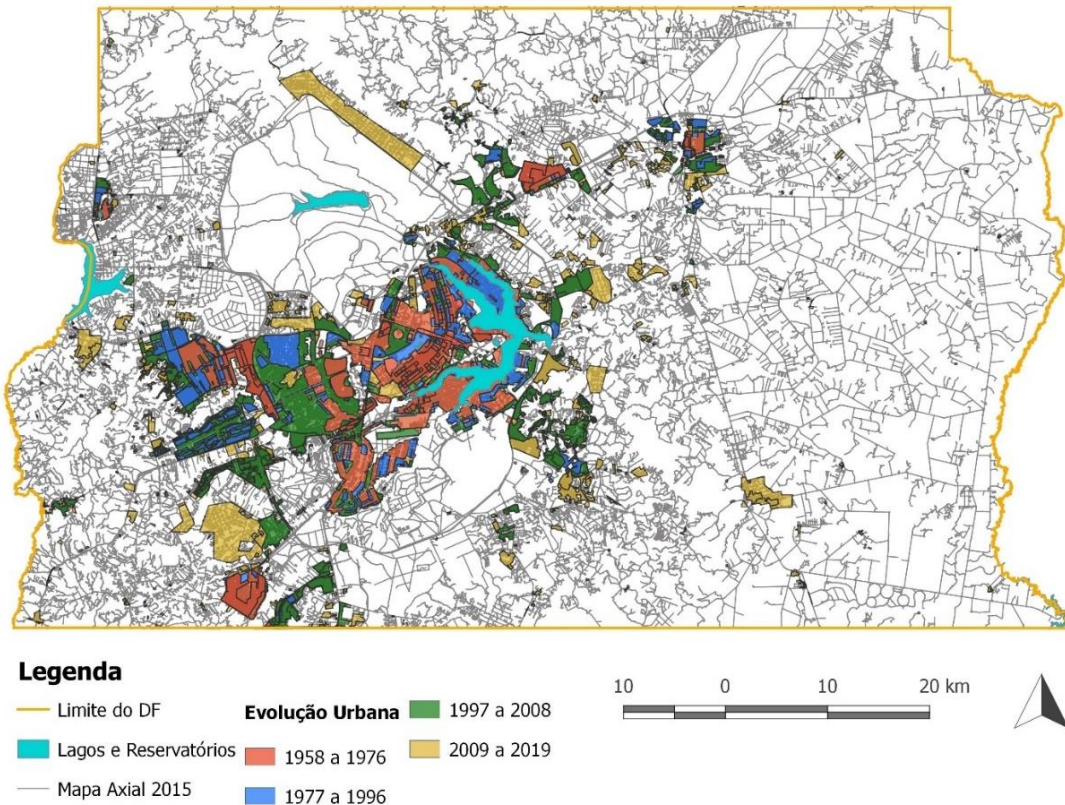 Legenda
Limite do DF
Lagos e Reservatórios
Mapa Axial 2015
Evolução Urbana
1958 a 1976
1977 a 1996
1997 a 2008
2009 a 2019
10 0 10 20 km